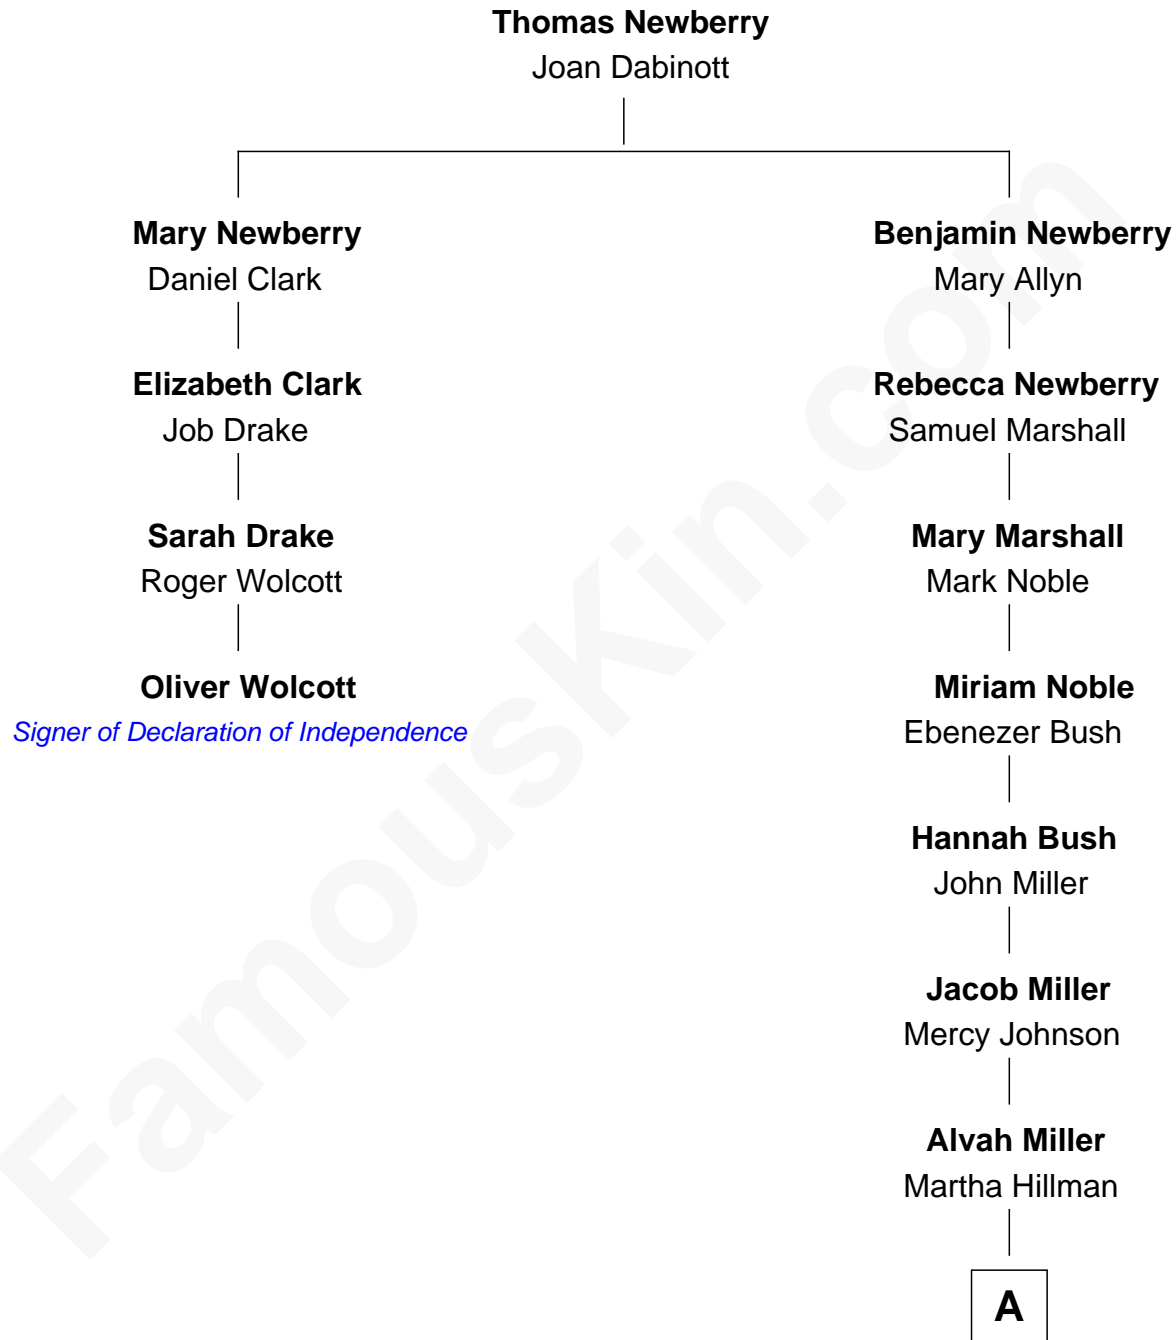 Thomas Newberry
Joan Dabinott
Mary Newberry
Daniel Clark
Benjamin Newberry
Mary Allyn
Elizabeth Clark
Job Drake
Rebecca Newberry
Samuel Marshall
Sarah Drake
Roger Wolcott
Mary Marshall
Mark Noble
Oliver Wolcott
Signer of Declaration of Independence
Miriam Noble
Ebenezer Bush
Hannah Bush
John Miller
Jacob Miller
Mercy Johnson
Alvah Miller
Martha Hillman
A
FamousKin.com